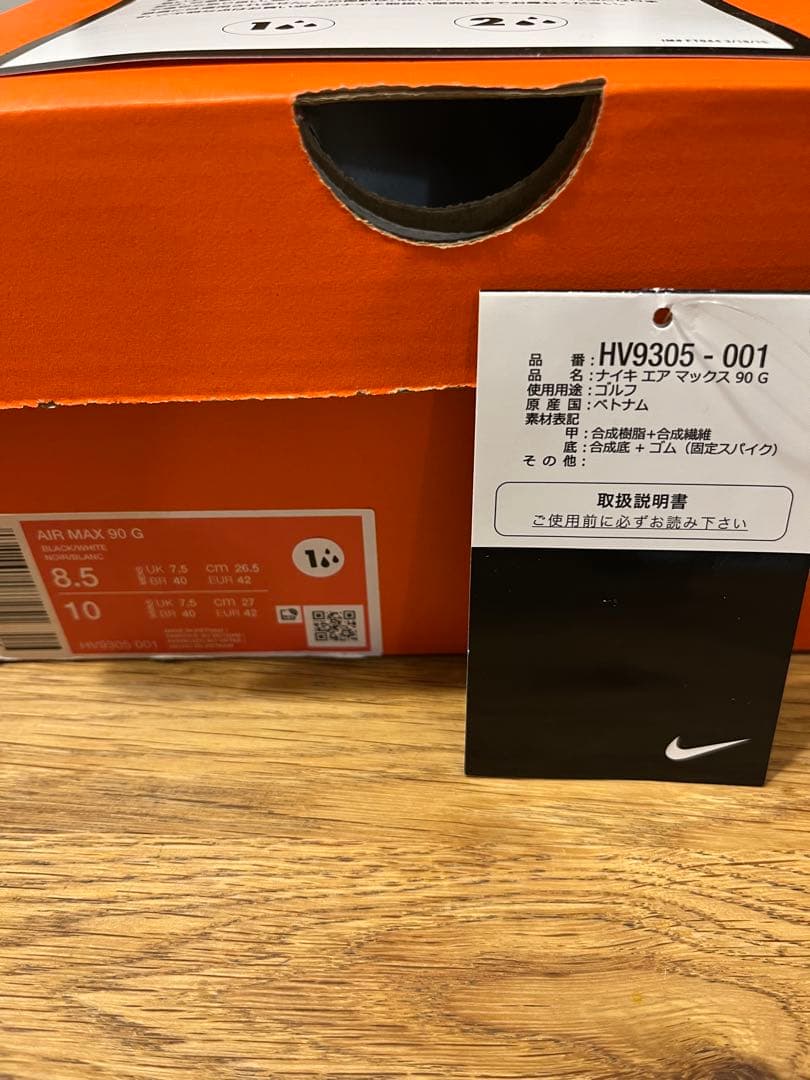 1
2
品 番 : HV9305 - 001
品 名 : ナイキ エア マックス 90 G
使用用途 : ゴルフ
原 産 国 : ベトナム
素材表記
甲 : 合成樹脂+合成繊維
底 : 合成底 + ゴム (固定スパイク)
そ の 他 :
取扱説明書
ご使用前に必ずお読み下さい
AIR MAX 90 G
BLACK/WHITE
NOIR/BLANC
1
8.5 UK 7.5 cm 26.5
BR 40 EUR 42
10 UK 7.5 cm 27
BR 40 EUR 42
HV9305 001